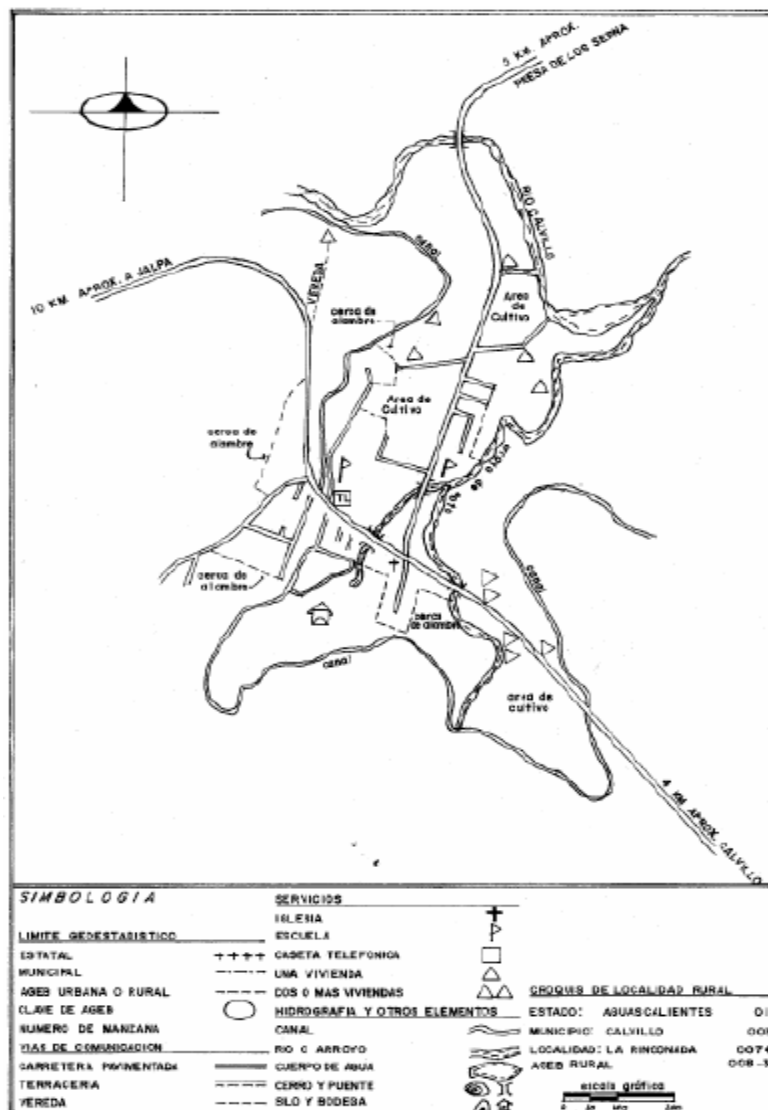 5 KM. APROX.
PRESA DE LOS SERNA
RIO CALVILLO
canal
10 KM APROX. A JALPA
VEREDA
cerca de
alambre
Area
de
Cultivo
Area de
Cultivo
cerca de
alambre
TL
cerca de
alambre
canal
cerca
de alambre
canal
area de
cultivo
4 KM APROX. CALVILLO
SIMBOLOGIA
LIMITE GEOESTADISTICO
ESTATAL
MUNICIPAL
AGEB URBANA O RURAL
CLAVE DE AGEB
NUMERO DE MANZANA
VIAS DE COMUNICACION
CARRETERA PAVIMENTADA
TERRACERIA
VEREDA
SERVICIOS
IGLESIA
ESCUELA
CASETA TELEFONICA
UNA VIVIENDA
DOS O MAS VIVIENDAS
HIDROGRAFIA Y OTROS ELEMENTOS
CANAL
RIO O ARROYO
CUERPO DE AGUA
CERRO Y PUENTE
SILO Y BODEGA
CROQUIS DE LOCALIDAD RURAL
ESTADO: AGUASCALIENTES
MUNICIPIO: CALVILLO
LOCALIDAD: LA RINCONADA
AGEB RURAL
escala gráfica